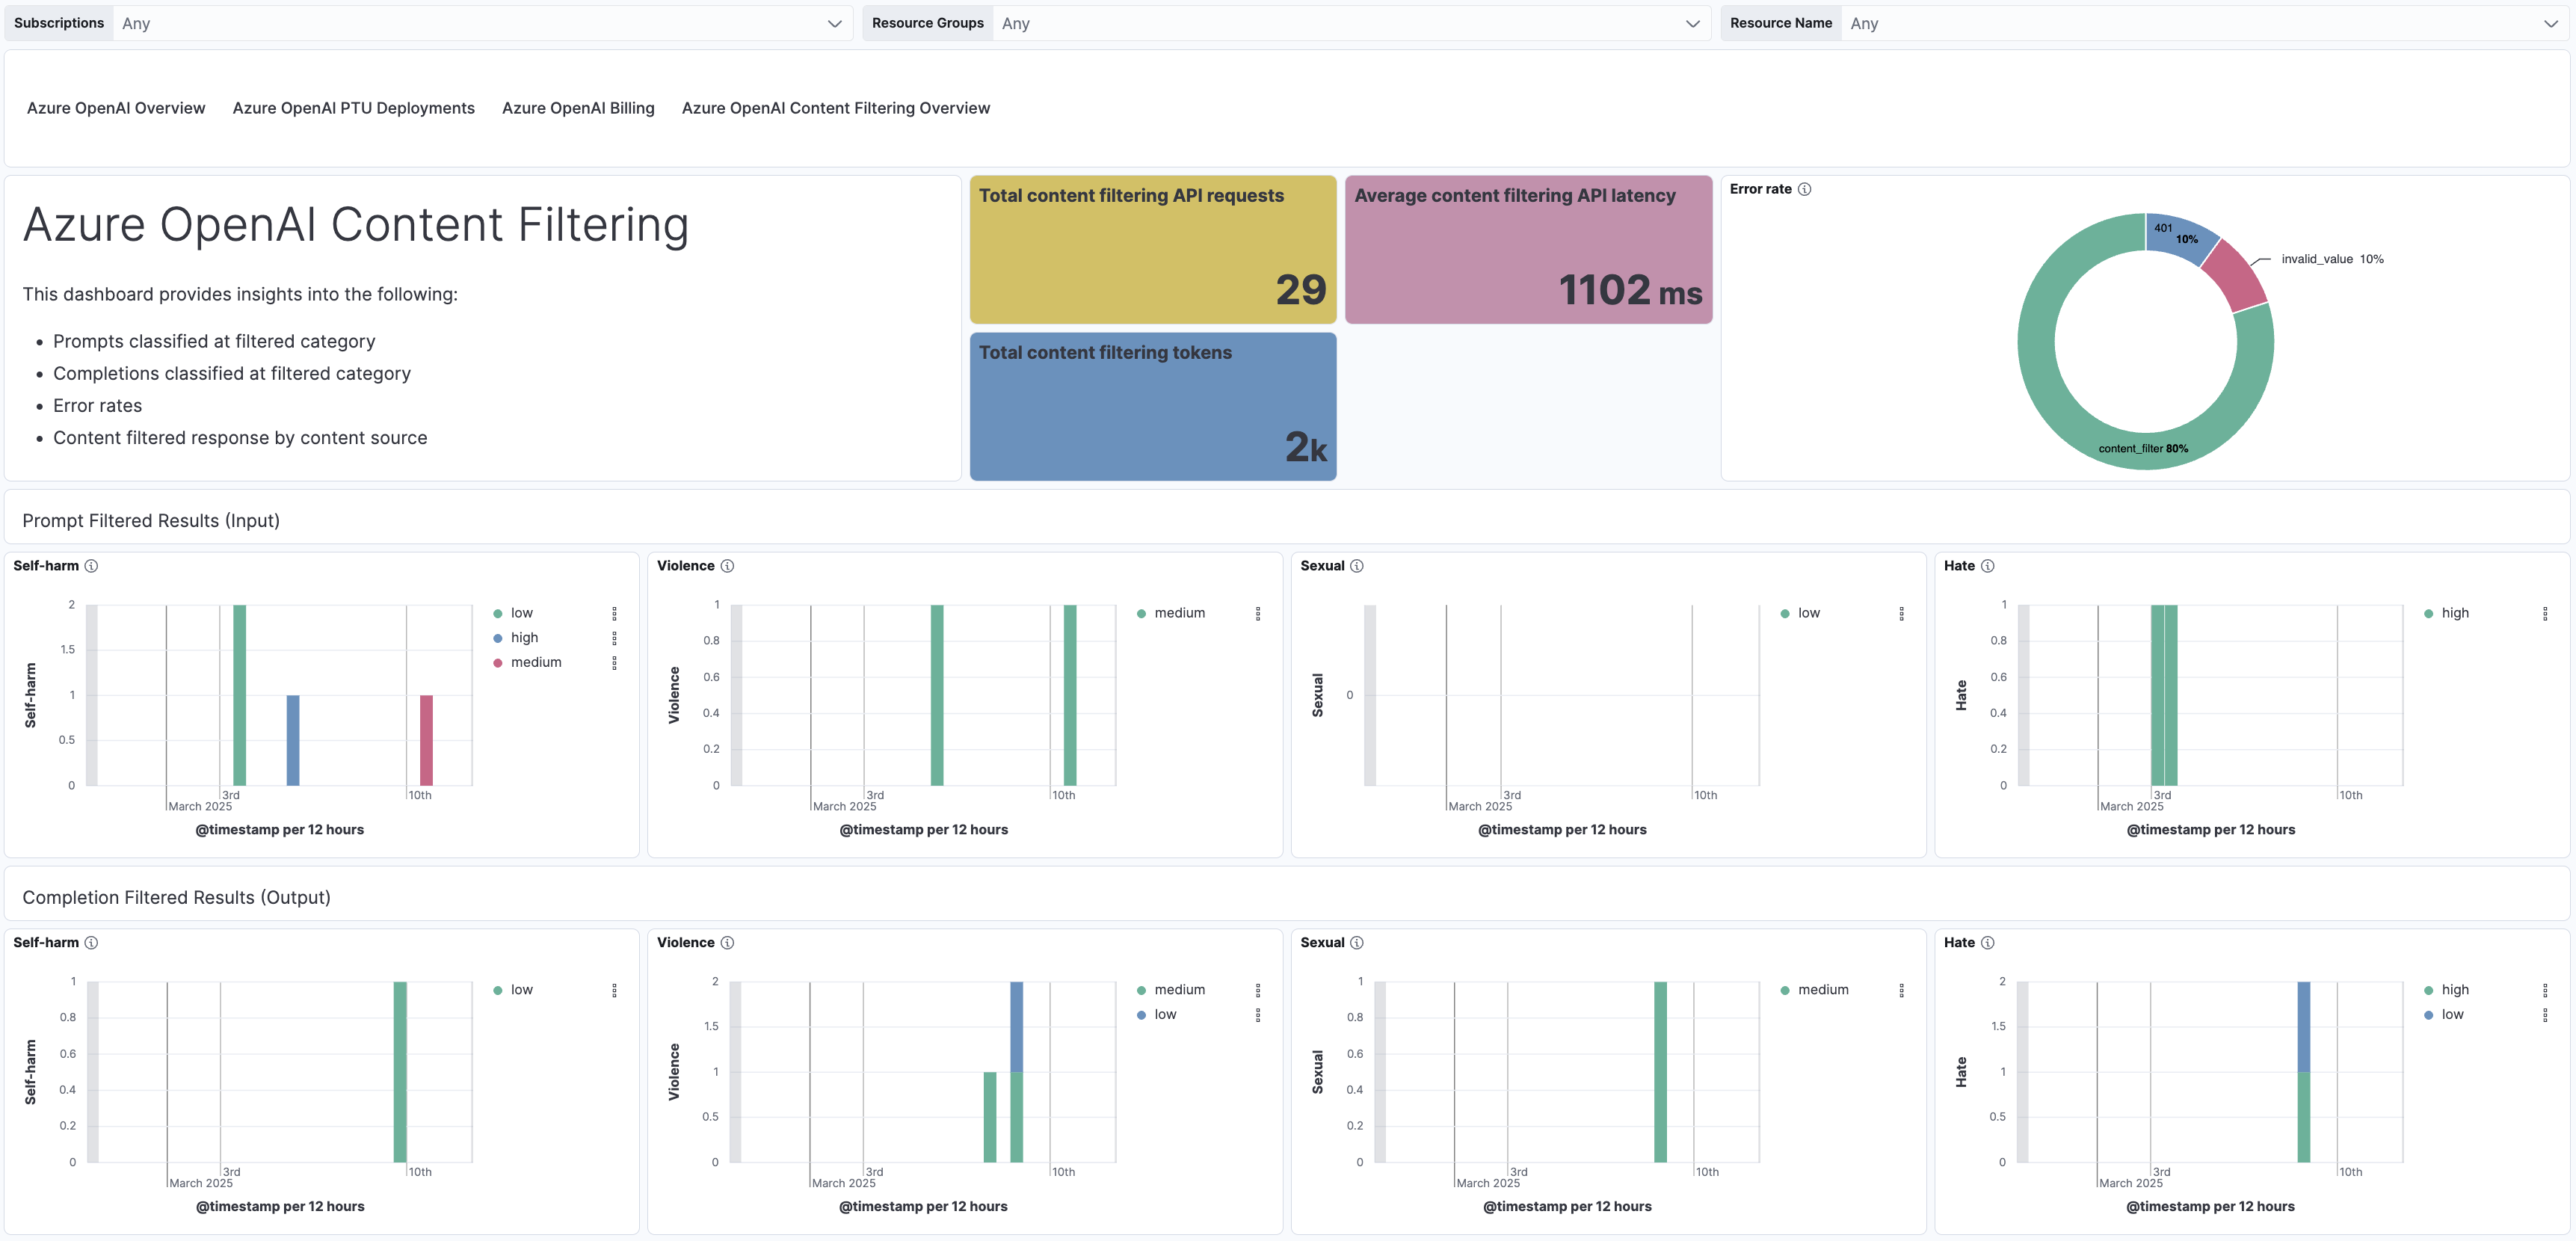 Subscriptions Any
Resource Groups Any
Resource Name Any
Azure OpenAI Overview Azure OpenAI PTU Deployments Azure OpenAI Billing Azure OpenAI Content Filtering Overview
Azure OpenAI Content Filtering
This dashboard provides insights into the following:
• Prompts classified at filtered category
• Completions classified at filtered category
• Error rates
• Content filtered response by content source
Total content filtering API requests
29
Average content filtering API latency
1102 ms
Total content filtering tokens
2k
Error rate
401
10%
invalid_value 10%
content_filter 80%
Prompt Filtered Results (Input)
Self-harm
Self-harm
2
1.5
1
0.5
0
3rd
10th
March 2025
@timestamp per 12 hours
low
high
medium
Violence
Violence
1
0.8
0.6
0.4
0.2
0
3rd
10th
March 2025
@timestamp per 12 hours
medium
Sexual
Sexual
0
3rd
10th
March 2025
@timestamp per 12 hours
low
Hate
Hate
1
0.8
0.6
0.4
0.2
0
3rd
10th
March 2025
@timestamp per 12 hours
high
Completion Filtered Results (Output)
Self-harm
Self-harm
1
0.8
0.6
0.4
0.2
0
3rd
10th
March 2025
@timestamp per 12 hours
low
Violence
Violence
2
1.5
1
0.5
0
3rd
10th
March 2025
@timestamp per 12 hours
medium
low
Sexual
Sexual
1
0.8
0.6
0.4
0.2
0
3rd
10th
March 2025
@timestamp per 12 hours
medium
Hate
Hate
2
1.5
1
0.5
0
3rd
10th
March 2025
@timestamp per 12 hours
high
low